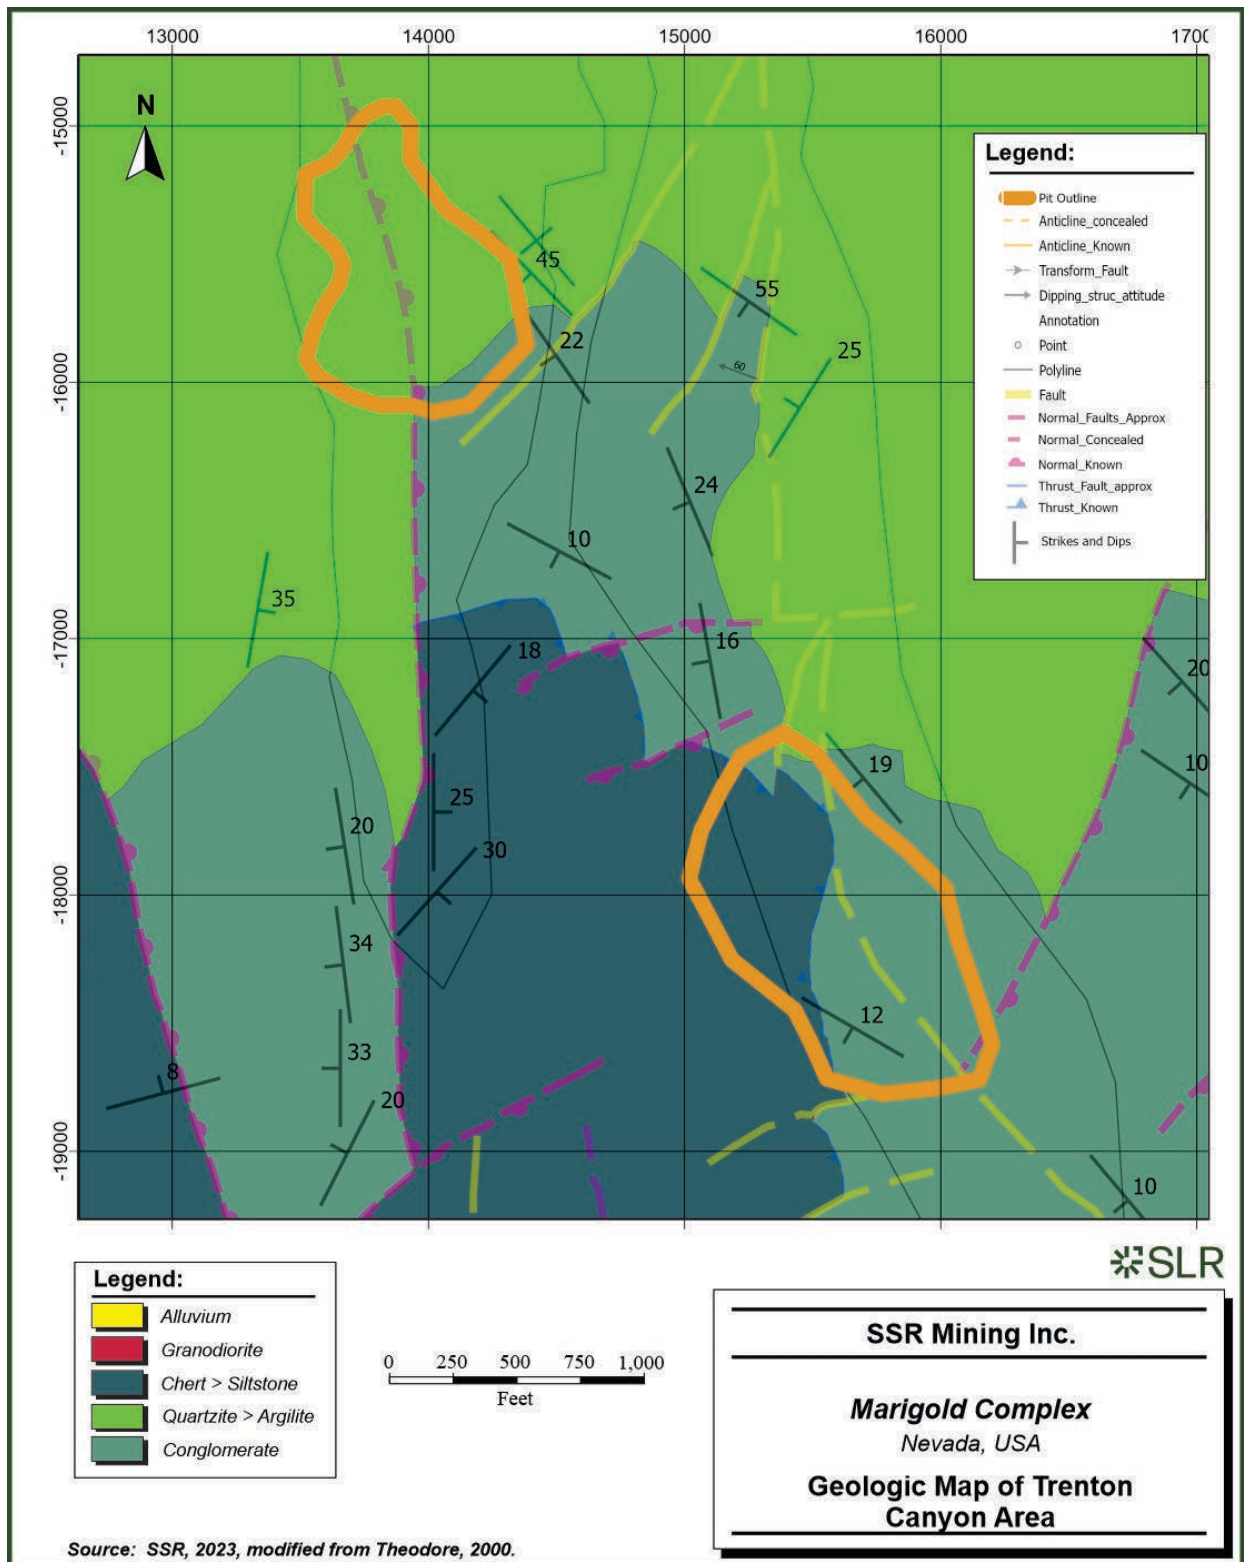 13000 14000 15000 16000 1700
-15000
-16000
-17000
-18000
-19000
N
45
22
55
25
60
24
10
35
16
18
20
19
10
25
20
30
34
12
33
8
20
10
Legend:
Pit Outline
Anticline_concealed
Anticline_Known
Transform_Fault
Dipping_struc_attitude
Annotation
Point
Polyline
Fault
Normal_Faults_Approx
Normal_Concealed
Normal_Known
Thrust_Fault_approx
Thrust_Known
Strikes and Dips
Legend:
Alluvium
Granodiorite
Chert > Siltstone
Quartzite > Argilite
Conglomerate
0 250 500 750 1,000
Feet
SLR
SSR Mining Inc.
Marigold Complex
Nevada, USA
Geologic Map of Trenton
Canyon Area
Source: SSR, 2023, modified from Theodore, 2000.